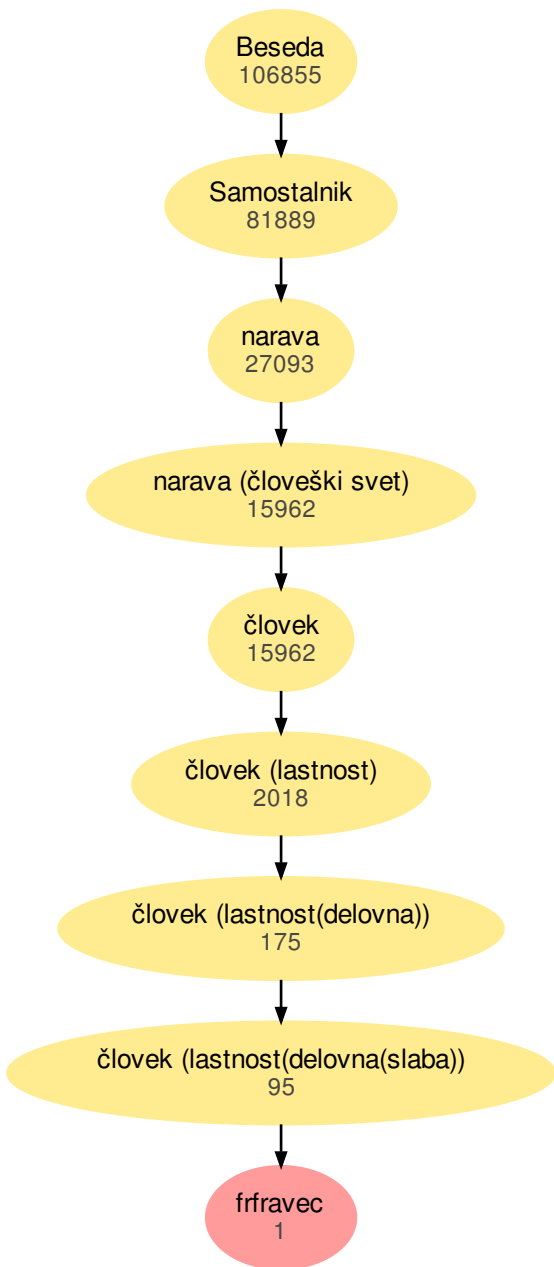 Beseda
106855
Samostalnik
81889
narava
27093
narava (človeški svet)
15962
človek
15962
človek (lastnost)
2018
človek (lastnost(delovna))
175
človek (lastnost(delovna(slaba))
95
frfravec
1